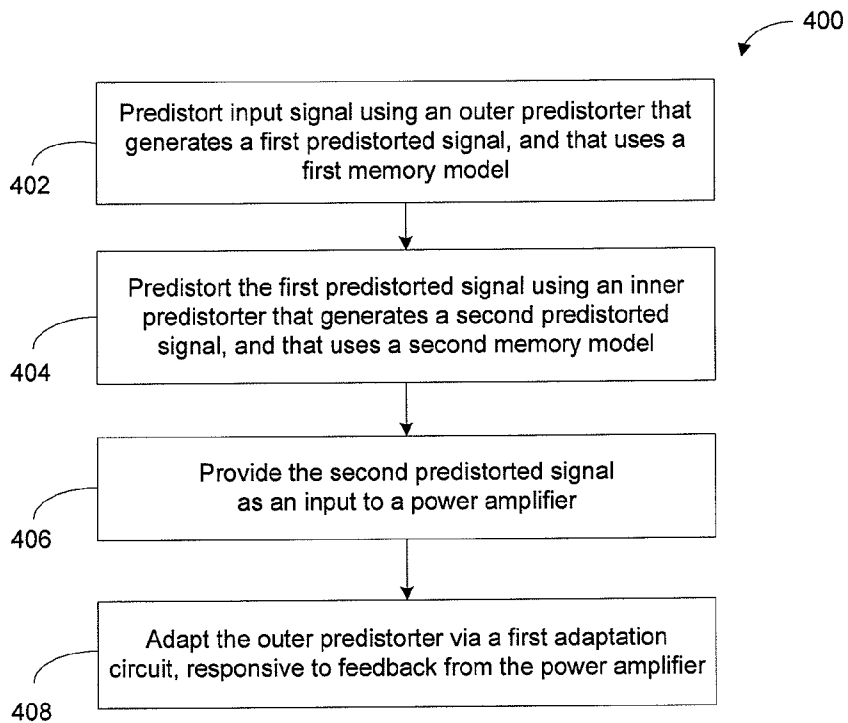 400
Predistort input signal using an outer predistorter that
generates a first predistorted signal, and that uses a
first memory model
402
Predistort the first predistorted signal using an inner
predistorter that generates a second predistorted
signal, and that uses a second memory model
404
Provide the second predistorted signal
as an input to a power amplifier
406
Adapt the outer predistorter via a first adaptation
circuit, responsive to feedback from the power amplifier
408